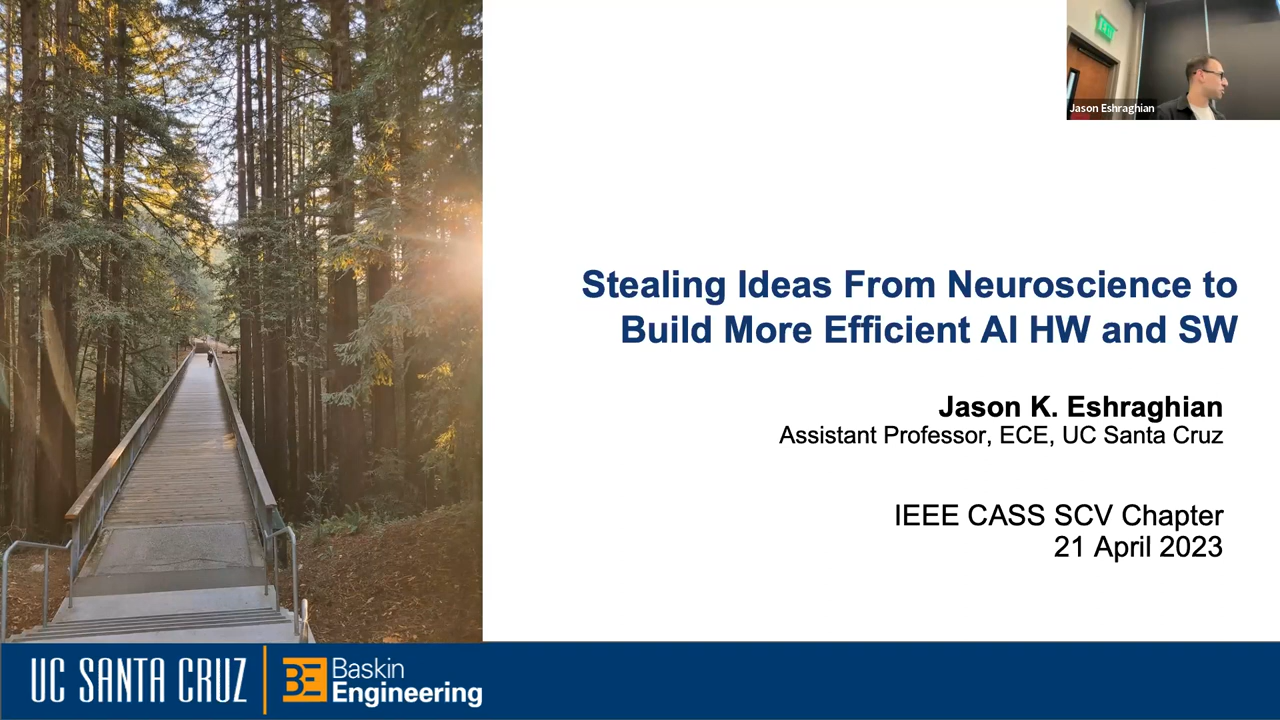 EXIT
Jason Eshraghian
Stealing Ideas From Neuroscience to
Build More Efficient AI HW and SW
Jason K. Eshraghian
Assistant Professor, ECE, UC Santa Cruz
IEEE CASS SCV Chapter
21 April 2023
UC SANTA CRUZ
BE
Baskin
Engineering